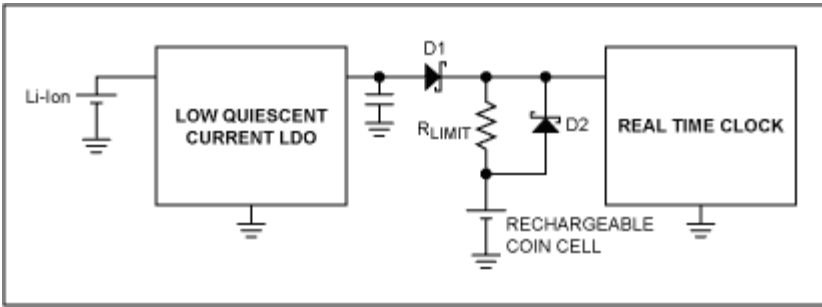 Li-Ion
LOW QUIESCENT
CURRENT LDO
D1
RLIMIT
D2
RECHARGEABLE
COIN CELL
REAL TIME CLOCK